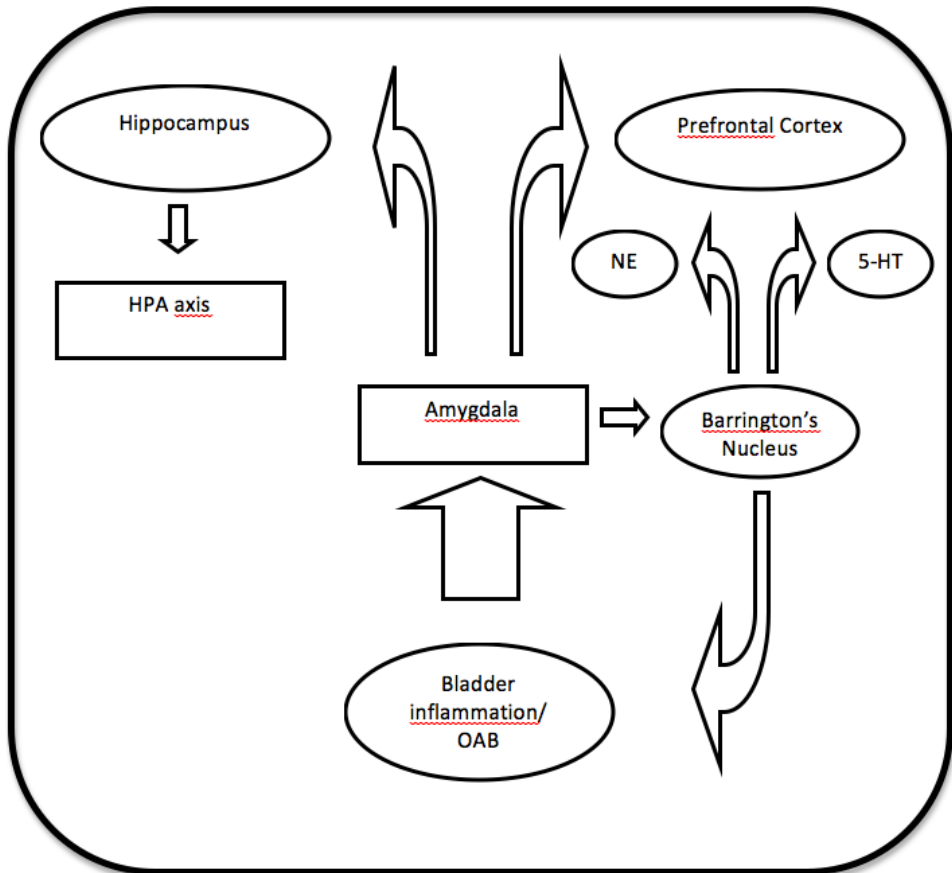 Hippocampus
Prefrontal Cortex
NE
5-HT
HPA axis
Amygdala
Barrington’s
Nucleus
Bladder
inflammation/
OAB